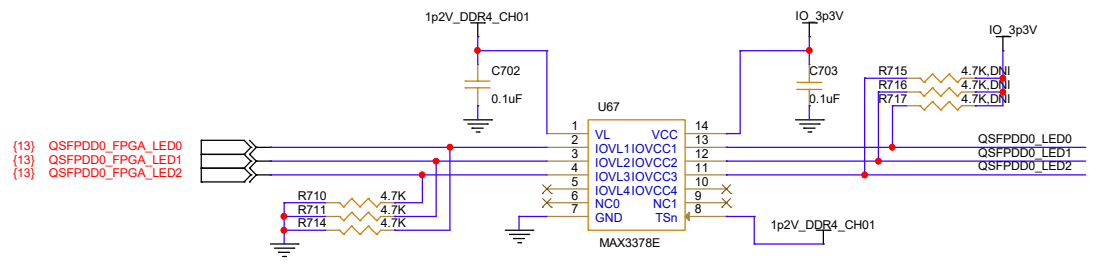 1p2V_DDR4_CH01
IO_3p3V
IO_3p3V
C702
0.1uF
C703
0.1uF
R715 4.7K,DNI
R716 4.7K,DNI
R717 4.7K,DNI
U67
1 VL VCC 14
2 IOVL1 IOVCC1 13
3 IOVL2 IOVCC2 12
4 IOVL3 IOVCC3 11
5 IOVL4 IOVCC4 10
6 NC0 NC1 9
7 GND TSn 8
MAX3378E
{13} QSFPDD0_FPGA_LED0
{13} QSFPDD0_FPGA_LED1
{13} QSFPDD0_FPGA_LED2
QSFPDD0_LED0
QSFPDD0_LED1
QSFPDD0_LED2
R710 4.7K
R711 4.7K
R714 4.7K
1p2V_DDR4_CH01